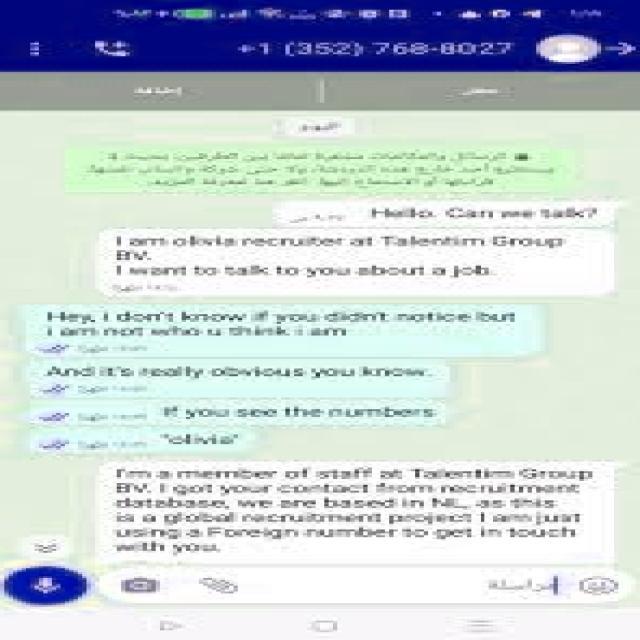 +1 (352) 768-8027
إضافة
حظر
اليوم
Hello. Can we talk?
I am olivia recruiter at Talentim Group
BV.
I want to talk to you about a job.
Hey, i don't know if you didn't notice but
i am not who u think i am
And it's really obvious you know.
If you see the numbers
"olivia"
I'm a member of staff at Talentim Group
BV. I got your contact from recruitment
database, we are based in NL, as this
is a global recruitment project I am just
using a Foreign number to get in touch
with you.
مراسلة